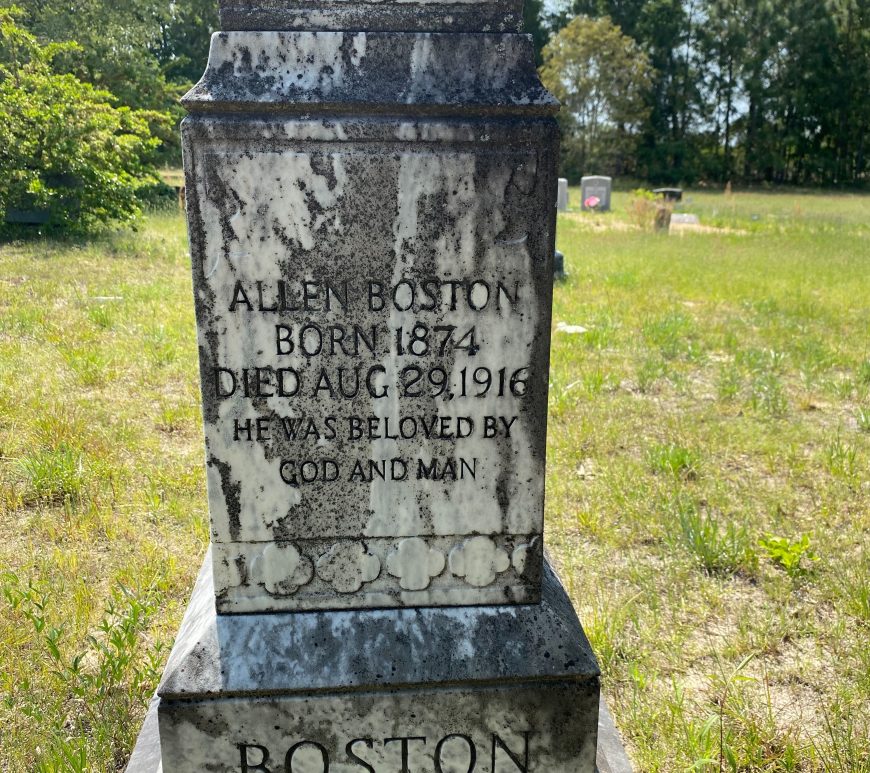 ALLEN BOSTON
BORN 1874
DIED AUG 29,1916
HE WAS BELOVED BY
GOD AND MAN
BOSTON